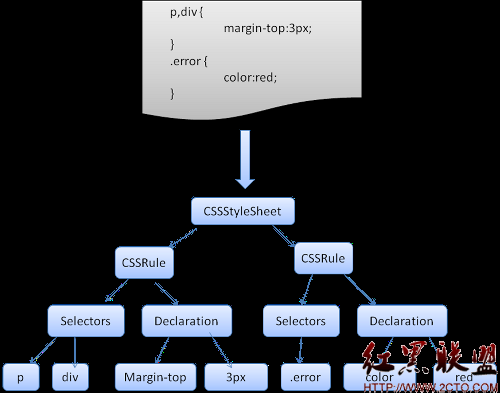 p,div {
margin-top:3px;
}
.error {
color:red;
}
CSSStyleSheet
CSSRule
CSSRule
Selectors
Declaration
Selectors
Declaration
p
div
Margin-top
3px
.error
color
red
红黑联盟
HTTP://WWW.2CTO.COM